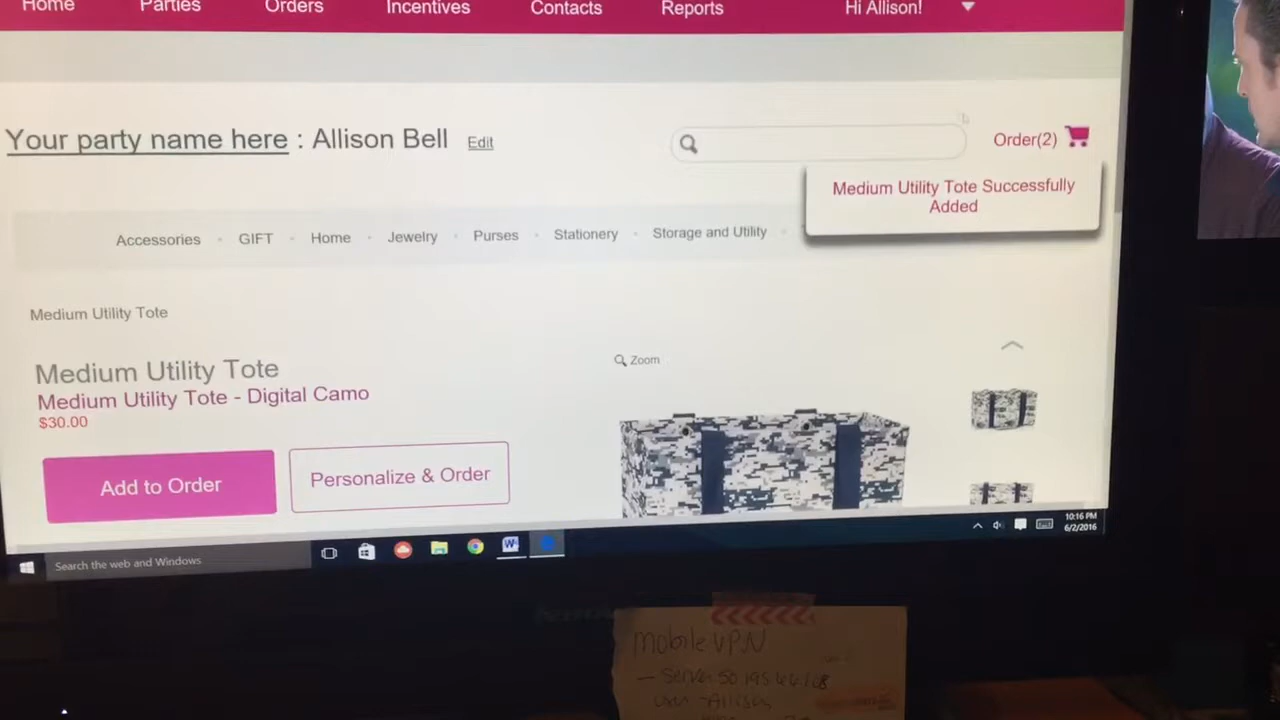 Home Parties Orders Incentives Contacts Reports Hi Allison!
Your party name here : Allison Bell Edit
Order(2)
Medium Utility Tote Successfully
Added
Accessories GIFT Home Jewelry Purses Stationery Storage and Utility
Medium Utility Tote
Medium Utility Tote
Medium Utility Tote - Digital Camo
$30.00
Zoom
Add to Order
Personalize & Order
10:16 PM
6/2/2016
Search the web and Windows
mobile VPN